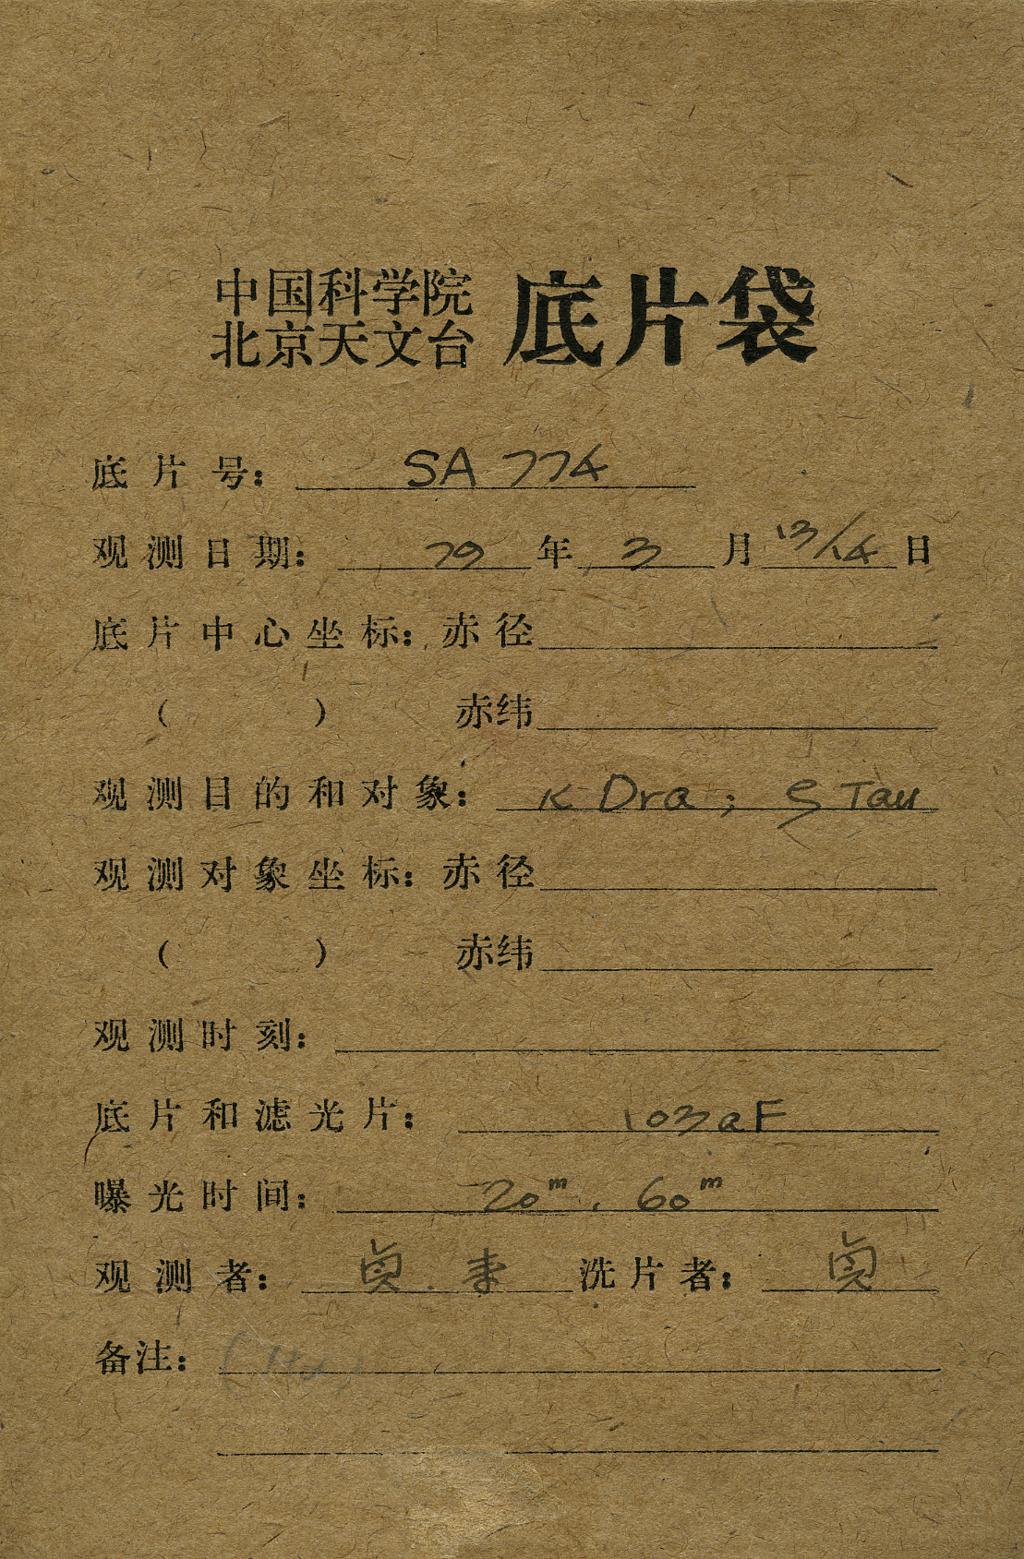 中国科学院
北京天文台 底片袋
底片号： SA 774
观测日期： 79 年 3 月 13/14 日
底片中心坐标：赤径
（ ） 赤纬
观测目的和对象： κ Dra ; ζ Tau
观测对象坐标：赤径
（ ） 赤纬
观测时刻：
底片和滤光片： 103aF
曝光时间： 20m, 60m
观测者： 洗片者：
备注：